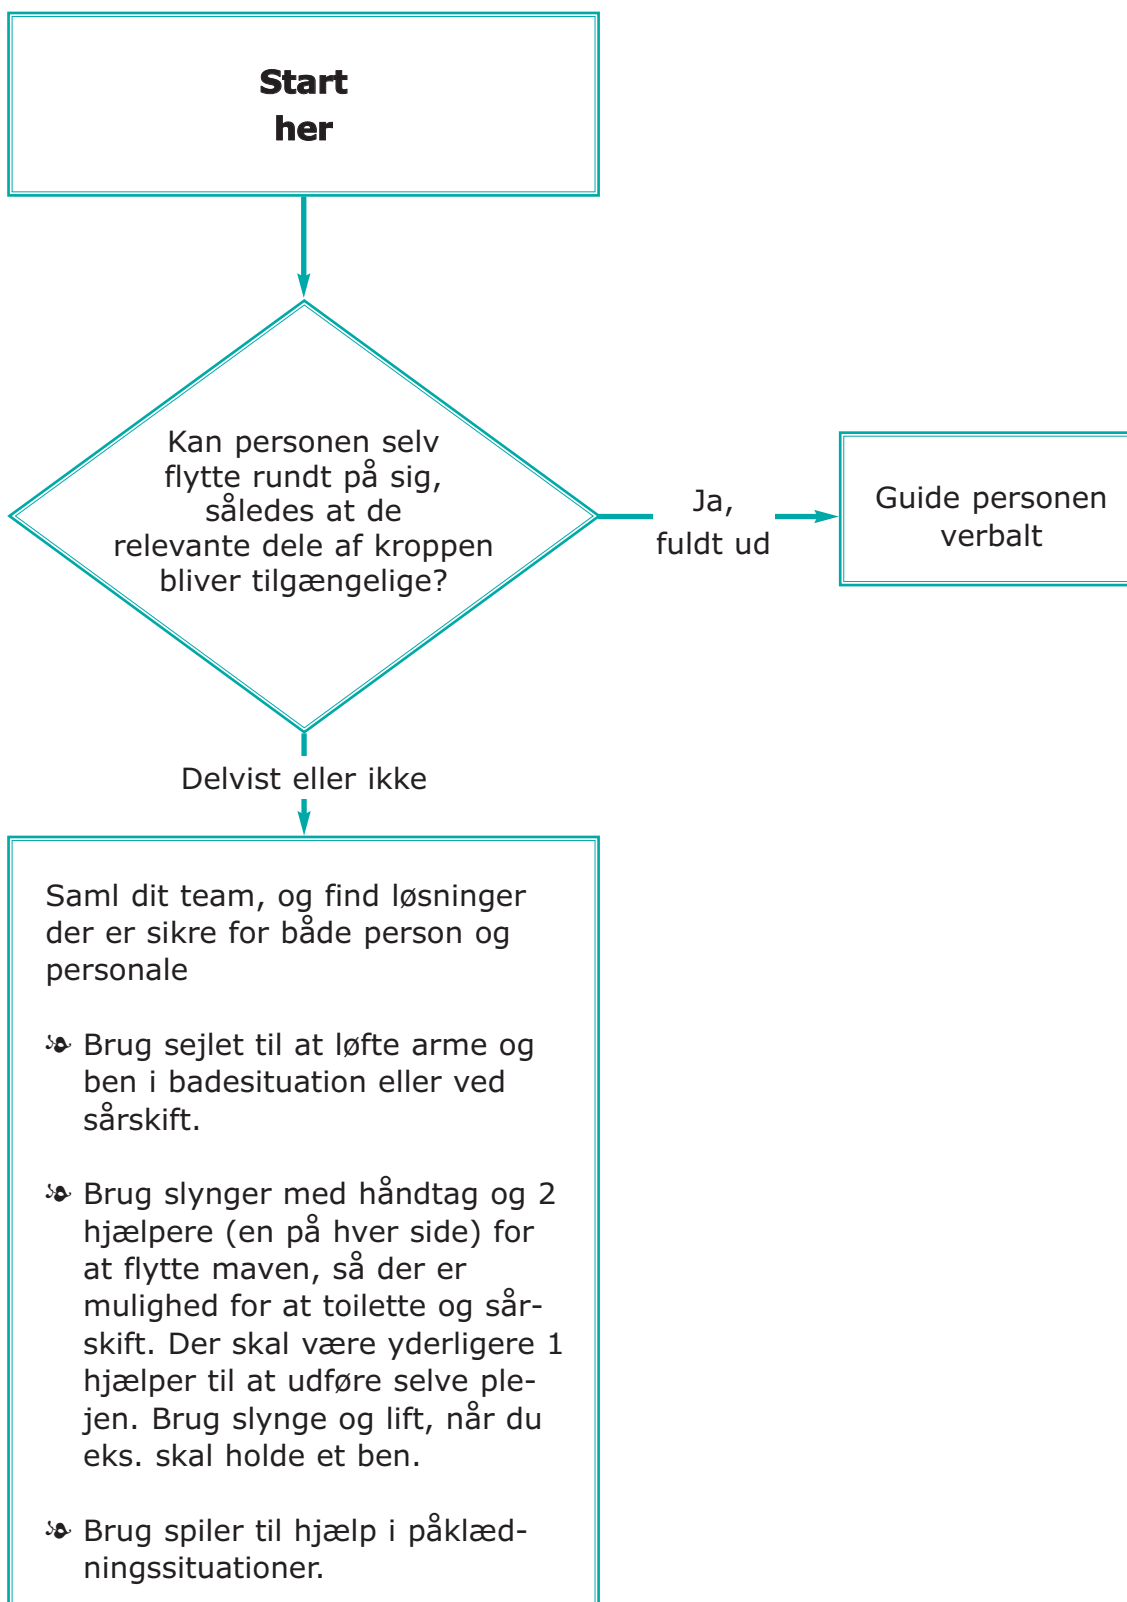 Start
her
Kan personen selv
flytte rundt på sig,
således at de
relevante dele af kroppen
bliver tilgængelige?
Ja,
fuldt ud
Guide personen
verbalt
Delvist eller ikke
Saml dit team, og find løsninger
der er sikre for både person og
personale
Brug sejlet til at løfte arme og
ben i badesituation eller ved
sårskift.
Brug slynger med håndtag og 2
hjælpere (en på hver side) for
at flytte maven, så der er
mulighed for at toilette og sår-
skift. Der skal være yderligere 1
hjælper til at udføre selve ple-
jen. Brug slynge og lift, når du
eks. skal holde et ben.
Brug spiler til hjælp i påklæd-
ningssituationer.